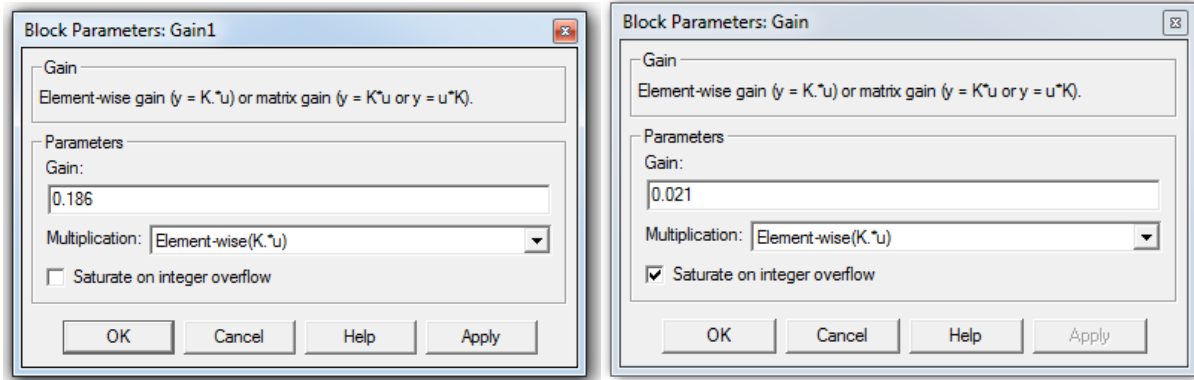 Block Parameters: Gain1
Gain
Element-wise gain (y = K.*u) or matrix gain (y = K*u or y = u*K).
Parameters
Gain:
0.186
Multiplication: Element-wise(K.*u)
Saturate on integer overflow
OK Cancel Help Apply
Block Parameters: Gain
Gain
Element-wise gain (y = K.*u) or matrix gain (y = K*u or y = u*K).
Parameters
Gain:
0.021
Multiplication: Element-wise(K.*u)
Saturate on integer overflow
OK Cancel Help Apply